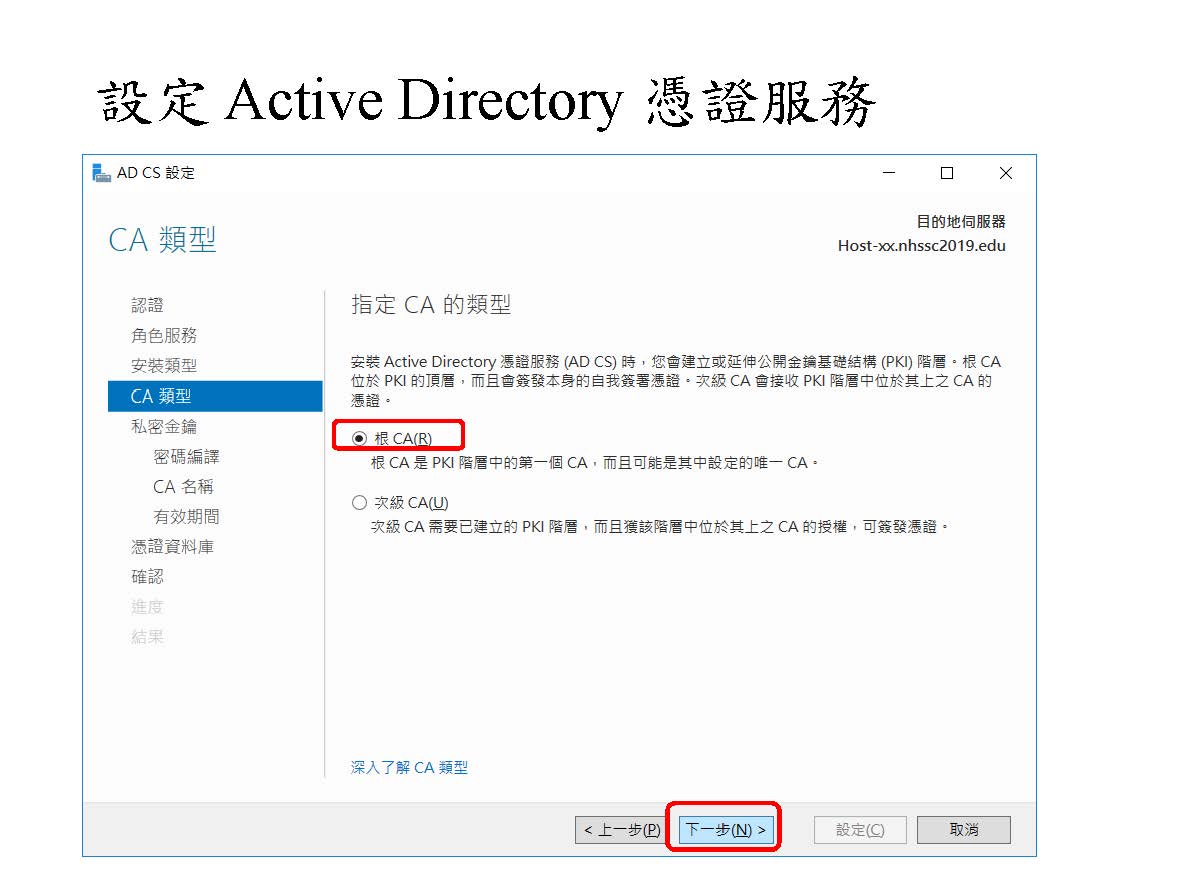 設定 Active Directory 憑證服務
AD CS 設定
CA 類型
目的地伺服器
Host-xx.nhssc2019.edu
認證
角色服務
安裝類型
CA 類型
私密金鑰
密碼編譯
CA 名稱
有效期間
憑證資料庫
確認
進度
結果
指定 CA 的類型
安裝 Active Directory 憑證服務 (AD CS) 時，您會建立或延伸公開金鑰基礎結構 (PKI) 階層。根 CA
位於 PKI 的頂層，而且會簽發本身的自我簽署憑證。次級 CA 會接收 PKI 階層中位於其上之 CA 的
憑證。
根 CA(R)
根 CA 是 PKI 階層中的第一個 CA，而且可能是其中設定的唯一 CA。
次級 CA(U)
次級 CA 需要已建立的 PKI 階層，而且獲該階層中位於其上之 CA 的授權，可簽發憑證。
深入了解 CA 類型
< 上一步(P) 下一步(N) > 設定(C) 取消